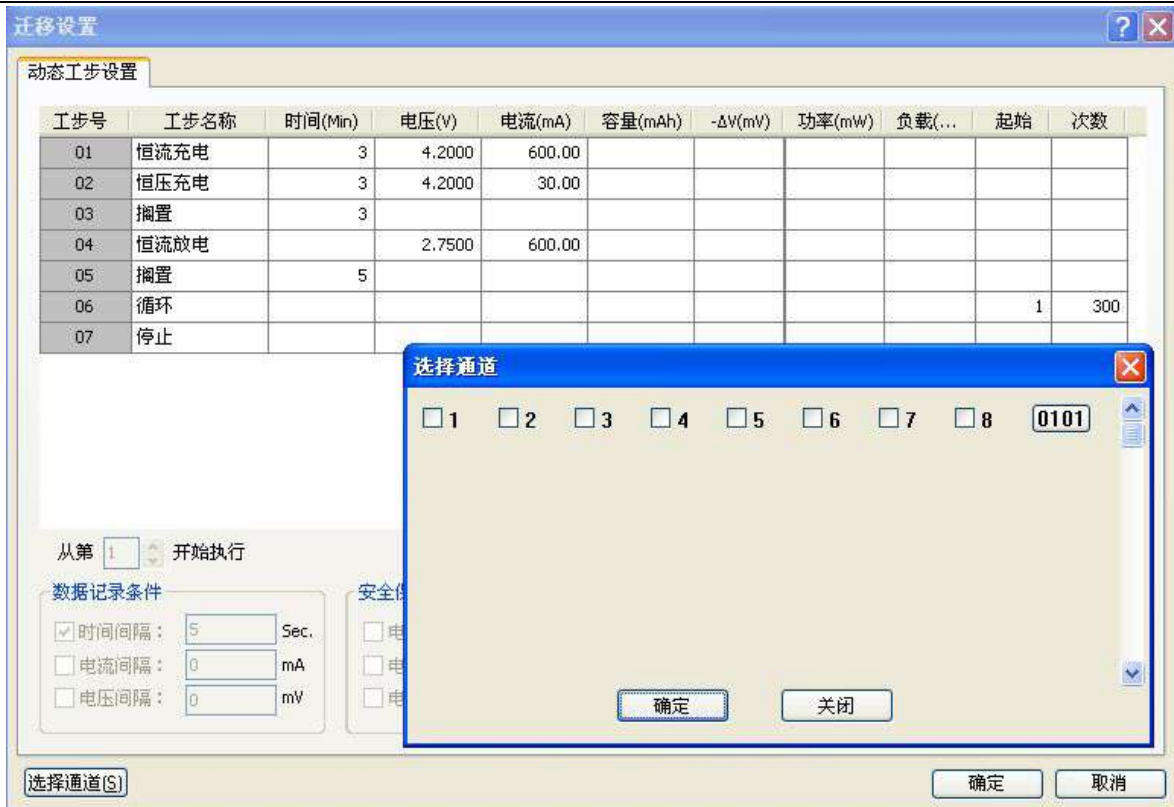 迁移设置
动态工步设置
工步号 工步名称 时间(Min) 电压(V) 电流(mA) 容量(mAh) -ΔV(mV) 功率(mW) 负载(... 起始 次数
01 恒流充电 3 4.2000 600.00
02 恒压充电 3 4.2000 30.00
03 搁置 3
04 恒流放电 2.7500 600.00
05 搁置 5
06 循环 1 300
07 停止
选择通道
1 2 3 4 5 6 7 8 0101
从第 1 开始执行
数据记录条件 安全
时间间隔： 5 Sec. 电
电流间隔： 0 mA 电
电压间隔： 0 mV 电
确定 关闭
选择通道(S) 确定 取消